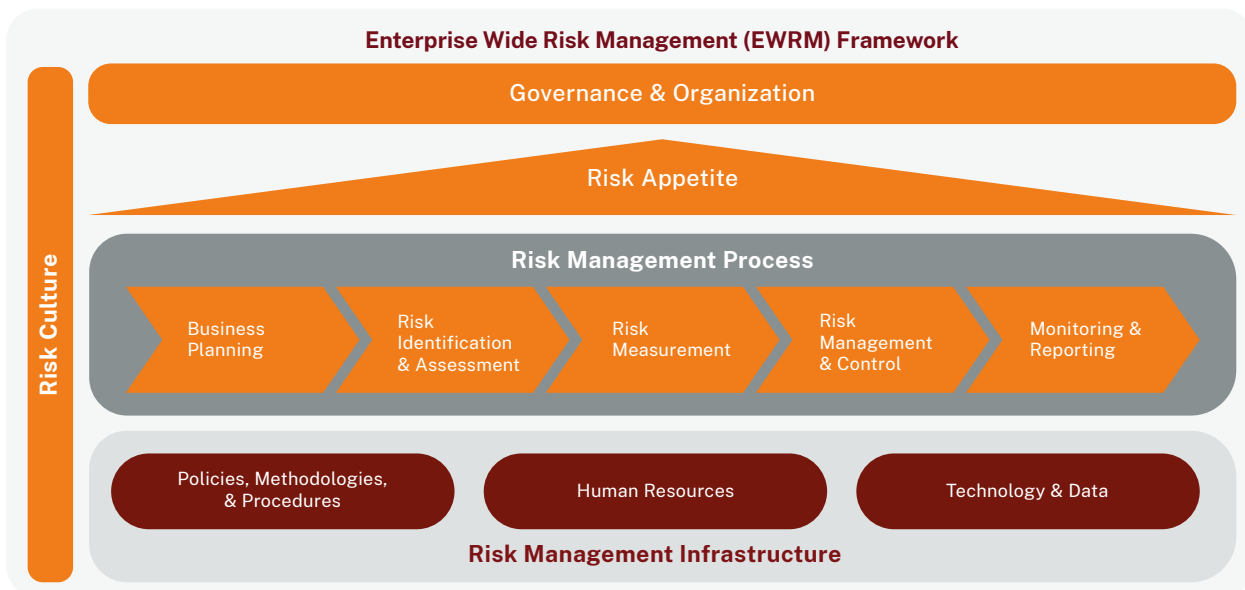 Enterprise Wide Risk Management (EWRM) Framework
Risk Culture
Governance & Organization
Risk Appetite
Risk Management Process
Business
Planning
Risk
Identification
& Assessment
Risk
Measurement
Risk
Management
& Control
Monitoring &
Reporting
Policies, Methodologies,
& Procedures
Human Resources
Technology & Data
Risk Management Infrastructure